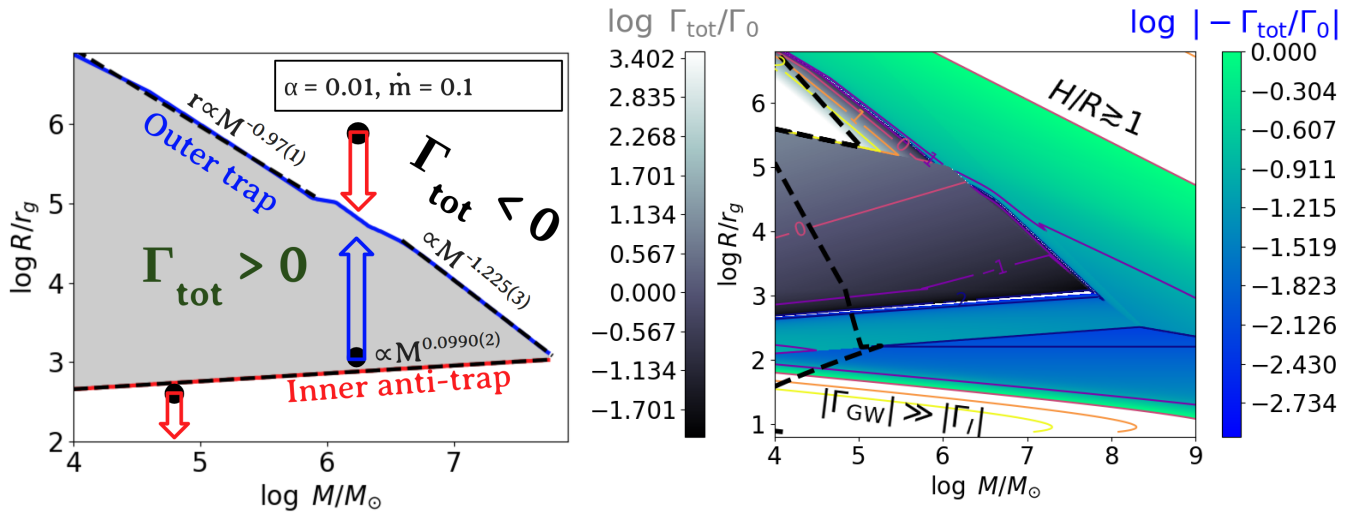 log Γtot/Γ0
log |−Γtot/Γ0|
α = 0.01, ṁ = 0.1
r∝M^−0.97(1)
Outer trap
Γtot < 0
Γtot > 0
∝M^−1.225(3)
∝M^0.0990(2)
Inner anti-trap
log R/rg
6
5
4
3
2
4
5
6
7
log M/M⊙
3.402
2.835
2.268
1.701
1.134
0.567
0.000
−0.567
−1.134
−1.701
H/R≳1
|ΓGW| ≫ |ΓI|
1
0
−1
0
−1
log R/rg
6
5
4
3
2
1
4
5
6
7
8
9
log M/M⊙
0.000
−0.304
−0.607
−0.911
−1.215
−1.519
−1.823
−2.126
−2.430
−2.734